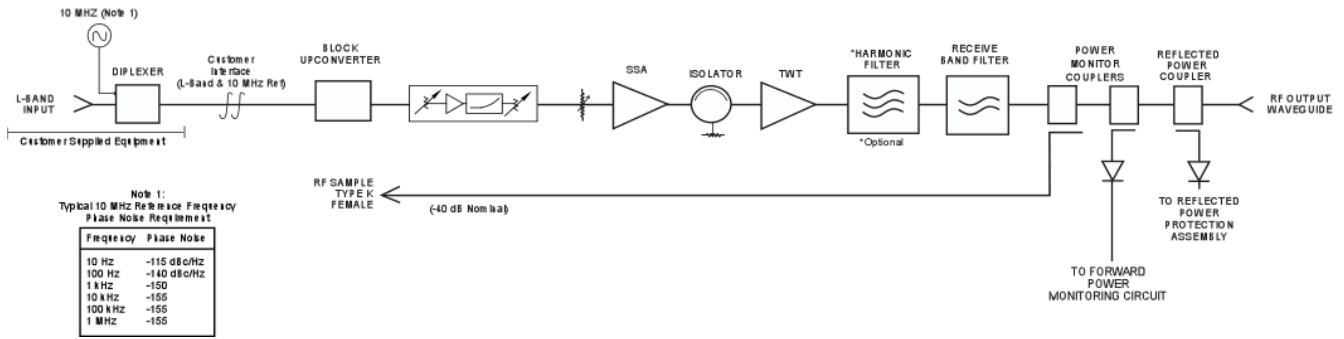 10 MHZ (Note 1)
DIPLEXER
L-BAND
INPUT
Customer Supplied Equipment
Customer
Interface
(L-Band & 10 MHz Ref)
BLOCK
UPCONVERTER
SSA
ISOLATOR
TWT
*HARMONIC
FILTER
*Optional
RECEIVE
BAND FILTER
POWER
MONITOR
COUPLERS
REFLECTED
POWER
COUPLER
RF OUTPUT
WAVEGUIDE
RF SAMPLE
TYPE K
FEMALE
(-40 dB Nominal)
TO REFLECTED
POWER
PROTECTION
ASSEMBLY
TO FORWARD
POWER
MONITORING CIRCUIT
Note 1:
Typical 10 MHz Reference Frequency
Phase Noise Requirement
Frequency Phase Noise
10 Hz -115 dBc/Hz
100 Hz -140 dBc/Hz
1 kHz -150
10 kHz -155
100 kHz -155
1 MHz -155